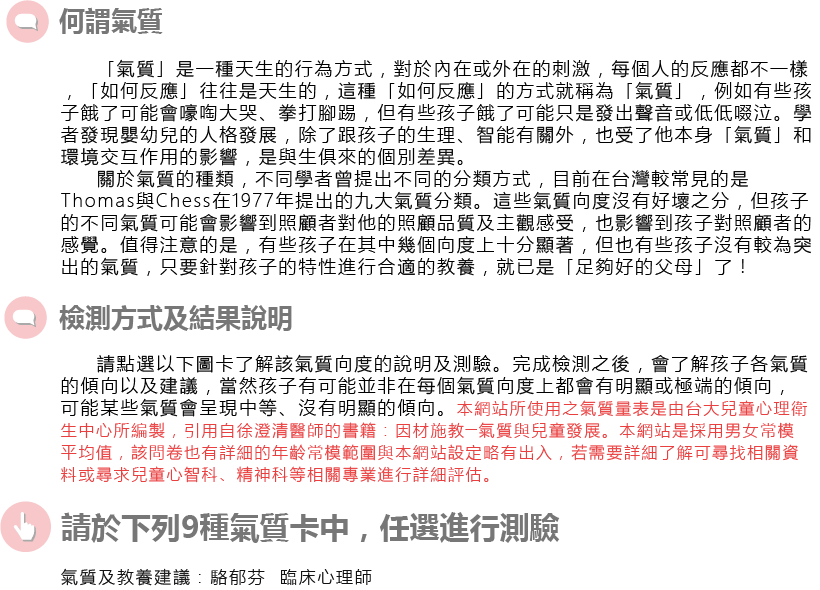 何謂氣質
「氣質」是一種天生的行為方式，對於內在或外在的刺激，每個人的反應都不一樣
，「如何反應」往往是天生的，這種「如何反應」的方式就稱為「氣質」，例如有些孩
子餓了可能會嚎啕大哭、拳打腳踢，但有些孩子餓了可能只是發出聲音或低低啜泣。學
者發現嬰幼兒的人格發展，除了跟孩子的生理、智能有關外，也受了他本身「氣質」和
環境交互作用的影響，是與生俱來的個別差異。
關於氣質的種類，不同學者曾提出不同的分類方式，目前在台灣較常見的是
Thomas與Chess在1977年提出的九大氣質分類。這些氣質向度沒有好壞之分，但孩子
的不同氣質可能會影響到照顧者對他的照顧品質及主觀感受，也影響到孩子對照顧者的
感覺。值得注意的是，有些孩子在其中幾個向度上十分顯著，但也有些孩子沒有較為突
出的氣質，只要針對孩子的特性進行合適的教養，就已是「足夠好的父母」了！
檢測方式及結果說明
請點選以下圖卡了解該氣質向度的說明及測驗。完成檢測之後，會了解孩子各氣質
的傾向以及建議，當然孩子有可能並非在每個氣質向度上都會有明顯或極端的傾向，
可能某些氣質會呈現中等、沒有明顯的傾向。本網站所使用之氣質量表是由台大兒童心理衛
生中心所編製，引用自徐澄清醫師的書籍：因材施教—氣質與兒童發展。本網站是採用男女常模
平均值，該問卷也有詳細的年齡常模範圍與本網站設定略有出入，若需要詳細了解可尋找相關資
料或尋求兒童心智科、精神科等相關專業進行詳細評估。
請於下列9種氣質卡中，任選進行測驗
氣質及教養建議：駱郁芬 臨床心理師